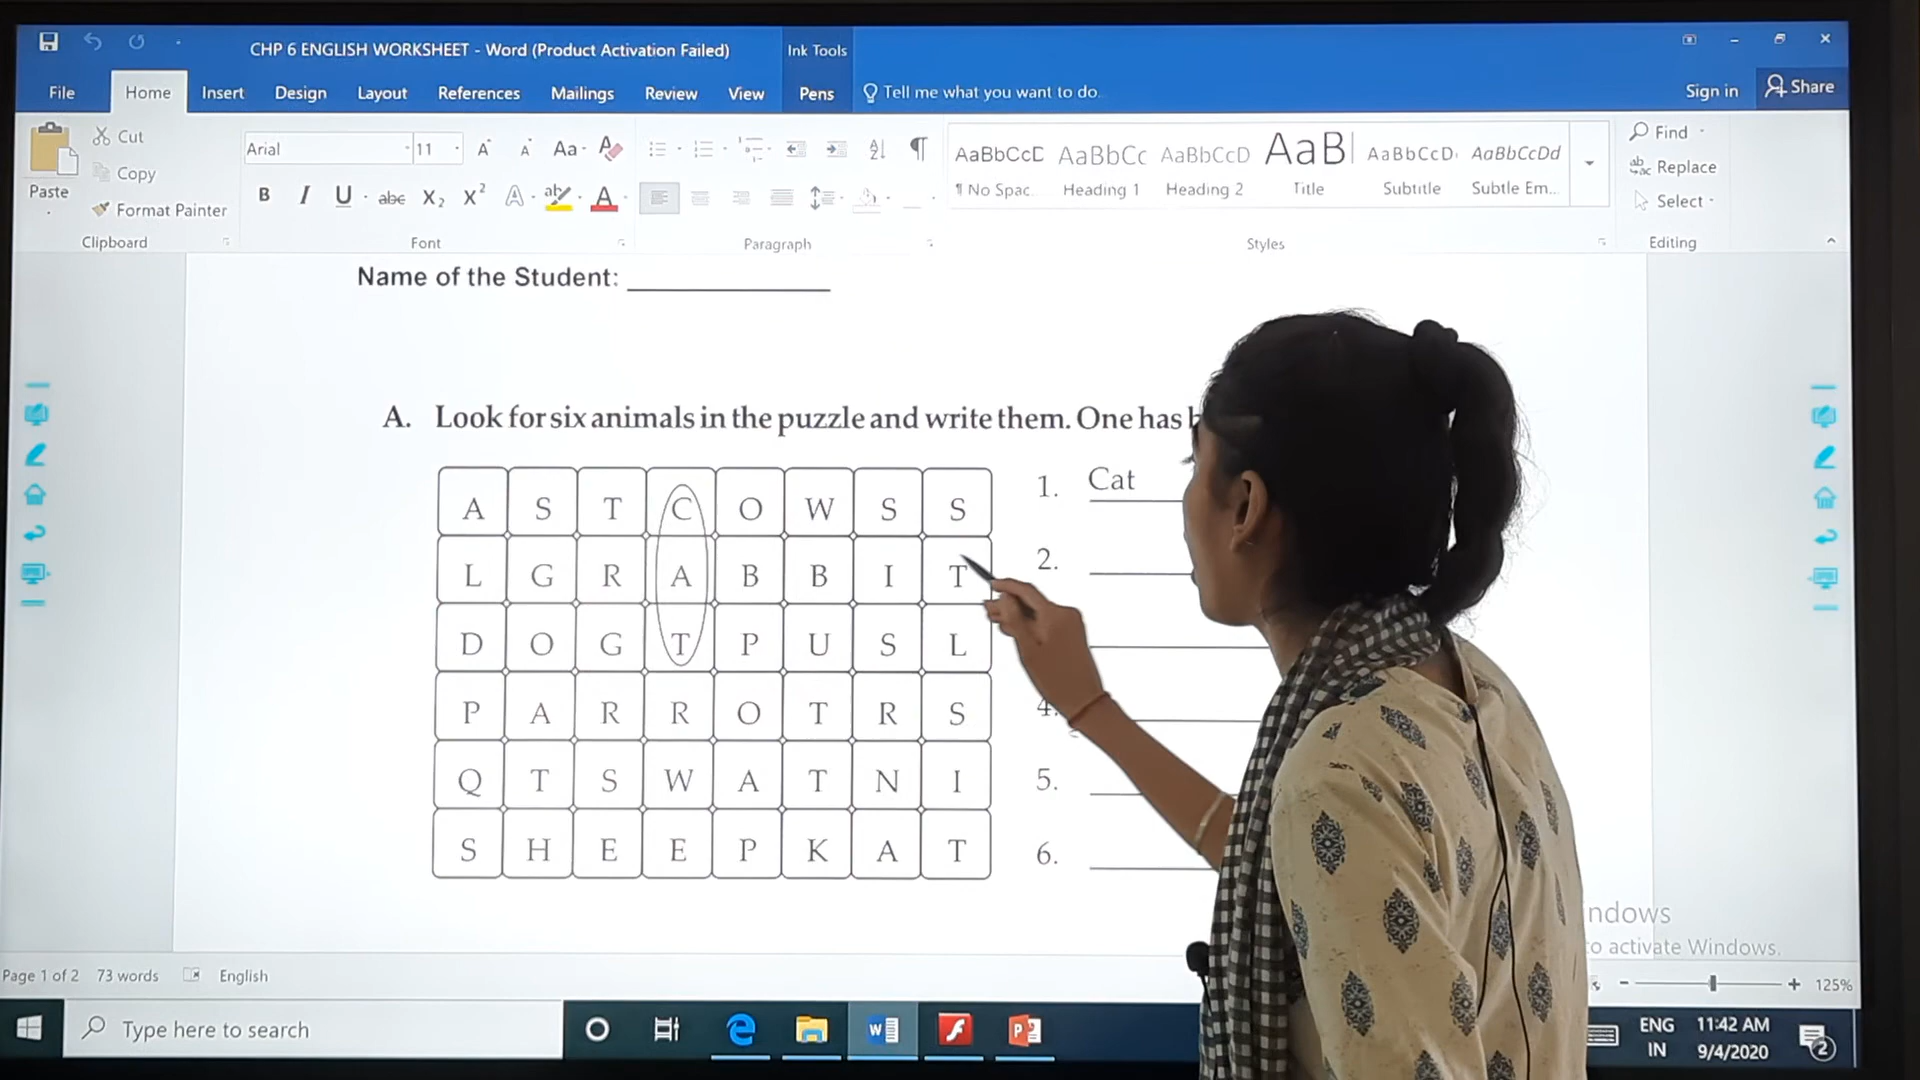 CHP 6 ENGLISH WORKSHEET - Word (Product Activation Failed)
Ink Tools
File Home Insert Design Layout References Mailings Review View Pens Tell me what you want to do. Sign in Share
Paste
Cut
Copy
Format Painter
Clipboard
Arial 11
Font
Paragraph
AaBbCcD AaBbCc AaBbCcD AaB AaBbCcD AaBbCcDd
¶ No Spac... Heading 1 Heading 2 Title Subtitle Subtle Em...
Styles
Find
Replace
Select
Editing
Name of the Student:
A. Look for six animals in the puzzle and write them. One has
A S T C O W S S
L G R A B B I T
D O G T P U S L
P A R R O T R S
Q T S W A T N I
S H E E P K A T
1. Cat
2.
4.
5.
6.
indows
to activate Windows.
Page 1 of 2 73 words English
125%
Type here to search
ENG
IN
11:42 AM
9/4/2020
2